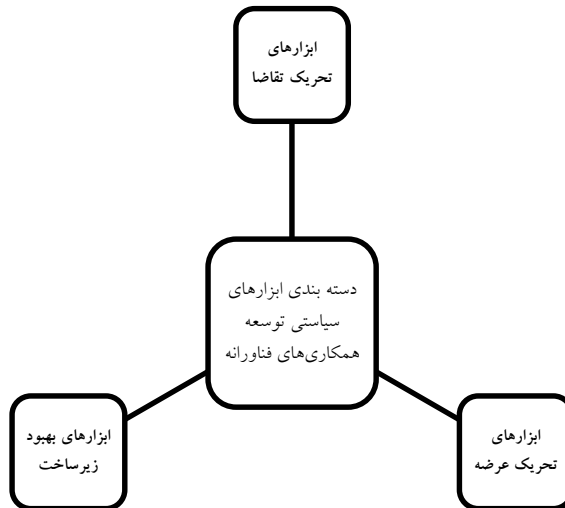 ابزارهای
تحریک تقاضا
دسته بندی ابزارهای
سیاستی توسعه
همکاری‌های فناورانه
ابزارهای
تحریک عرضه
ابزارهای بهبود
زیرساخت